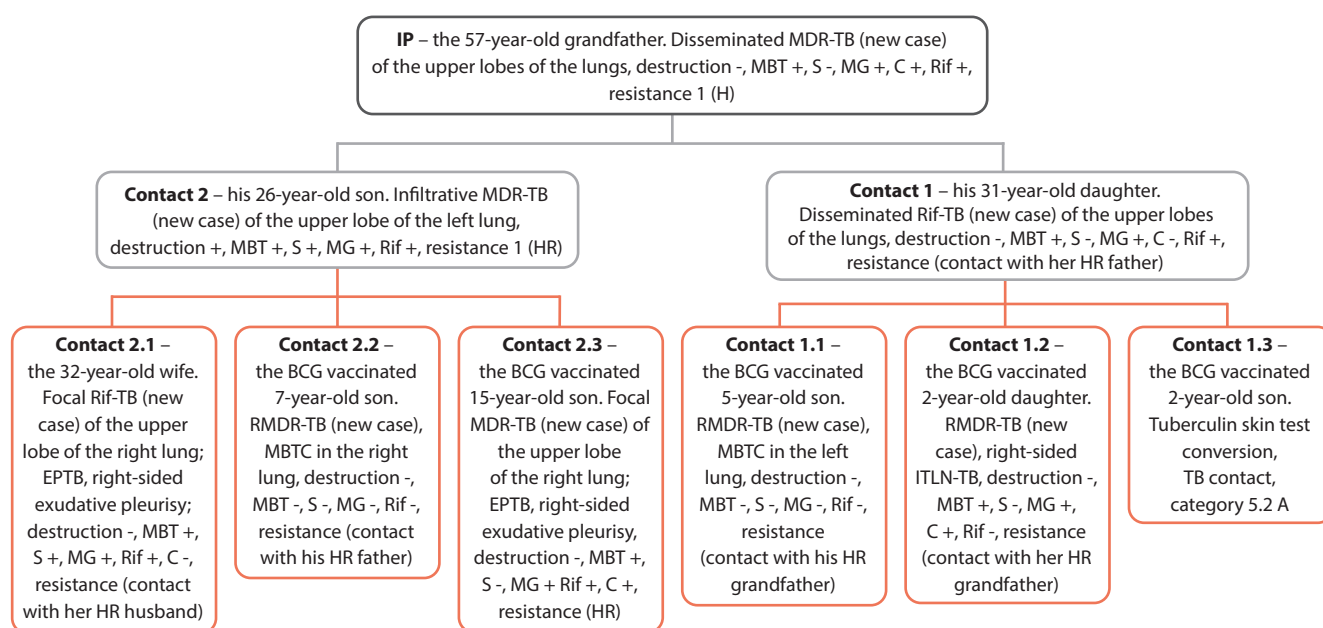 IP – the 57-year-old grandfather. Disseminated MDR-TB (new case)
of the upper lobes of the lungs, destruction -, MBT +, S -, MG +, C +, Rif +,
resistance 1 (H)
Contact 2 – his 26-year-old son. Infiltrative MDR-TB
(new case) of the upper lobe of the left lung,
destruction +, MBT +, S +, MG +, Rif +, resistance 1 (HR)
Contact 1 – his 31-year-old daughter.
Disseminated Rif-TB (new case) of the upper lobes
of the lungs, destruction -, MBT +, S -, MG +, C -, Rif +,
resistance (contact with her HR father)
Contact 2.1 –
the 32-year-old wife.
Focal Rif-TB (new
case) of the upper
lobe of the right lung;
EPTB, right-sided
exudative pleurisy;
destruction -, MBT +,
S +, MG +, Rif +, C -,
resistance (contact
with her HR husband)
Contact 2.2 –
the BCG vaccinated
7-year-old son.
RMDR-TB (new case),
MBTC in the right
lung, destruction -,
MBT -, S -, MG -, Rif -,
resistance (contact
with his HR father)
Contact 2.3 –
the BCG vaccinated
15-year-old son. Focal
MDR-TB (new case) of
the upper lobe
of the right lung;
EPTB, right-sided
exudative pleurisy,
destruction -, MBT +,
S -, MG + Rif +, C +,
resistance (HR)
Contact 1.1 –
the BCG vaccinated
5-year-old son.
RMDR-TB (new case),
MBTC in the left
lung, destruction -,
MBT -, S -, MG -, Rif -,
resistance
(contact with his HR
grandfather)
Contact 1.2 –
the BCG vaccinated
2-year-old daughter.
RMDR-TB (new
case), right-sided
ITLN-TB, destruction -,
MBT +, S -, MG +,
C +, Rif -, resistance
(contact with her HR
grandfather)
Contact 1.3 –
the BCG vaccinated
2-year-old son.
Tuberculin skin test
conversion,
TB contact,
category 5.2 A